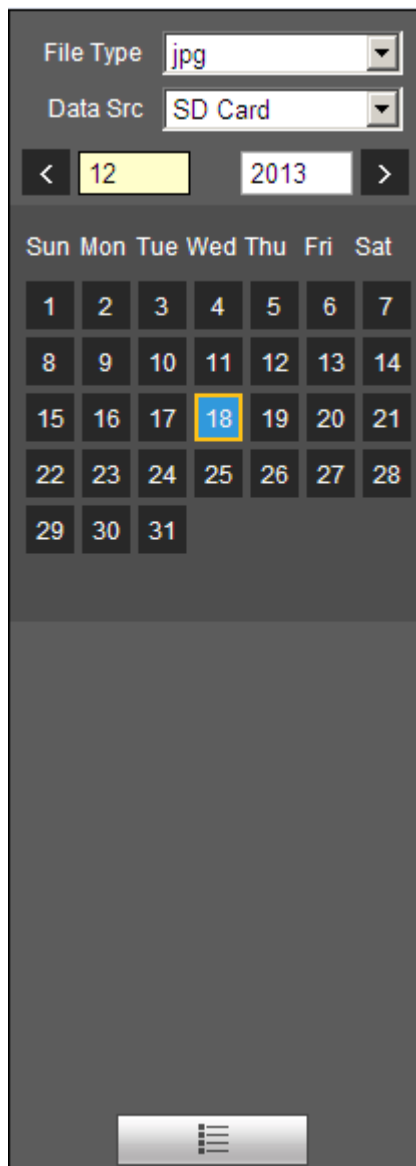 File Type jpg
Data Src SD Card
< 12 2013 >
Sun Mon Tue Wed Thu Fri Sat
1 2 3 4 5 6 7
8 9 10 11 12 13 14
15 16 17 18 19 20 21
22 23 24 25 26 27 28
29 30 31